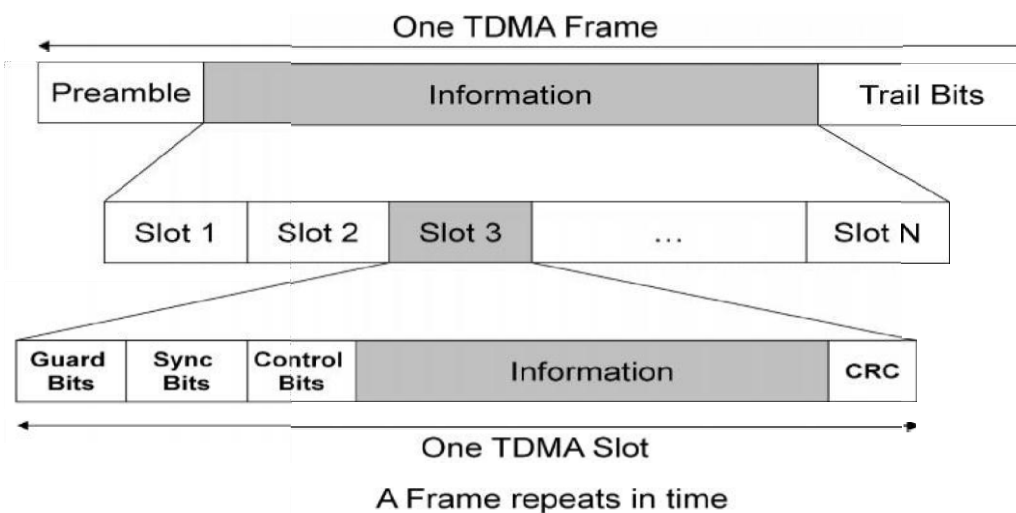 One TDMA Frame
Preamble Information Trail Bits
Slot 1 Slot 2 Slot 3 ... Slot N
Guard Bits Sync Bits Control Bits Information CRC
One TDMA Slot
A Frame repeats in time